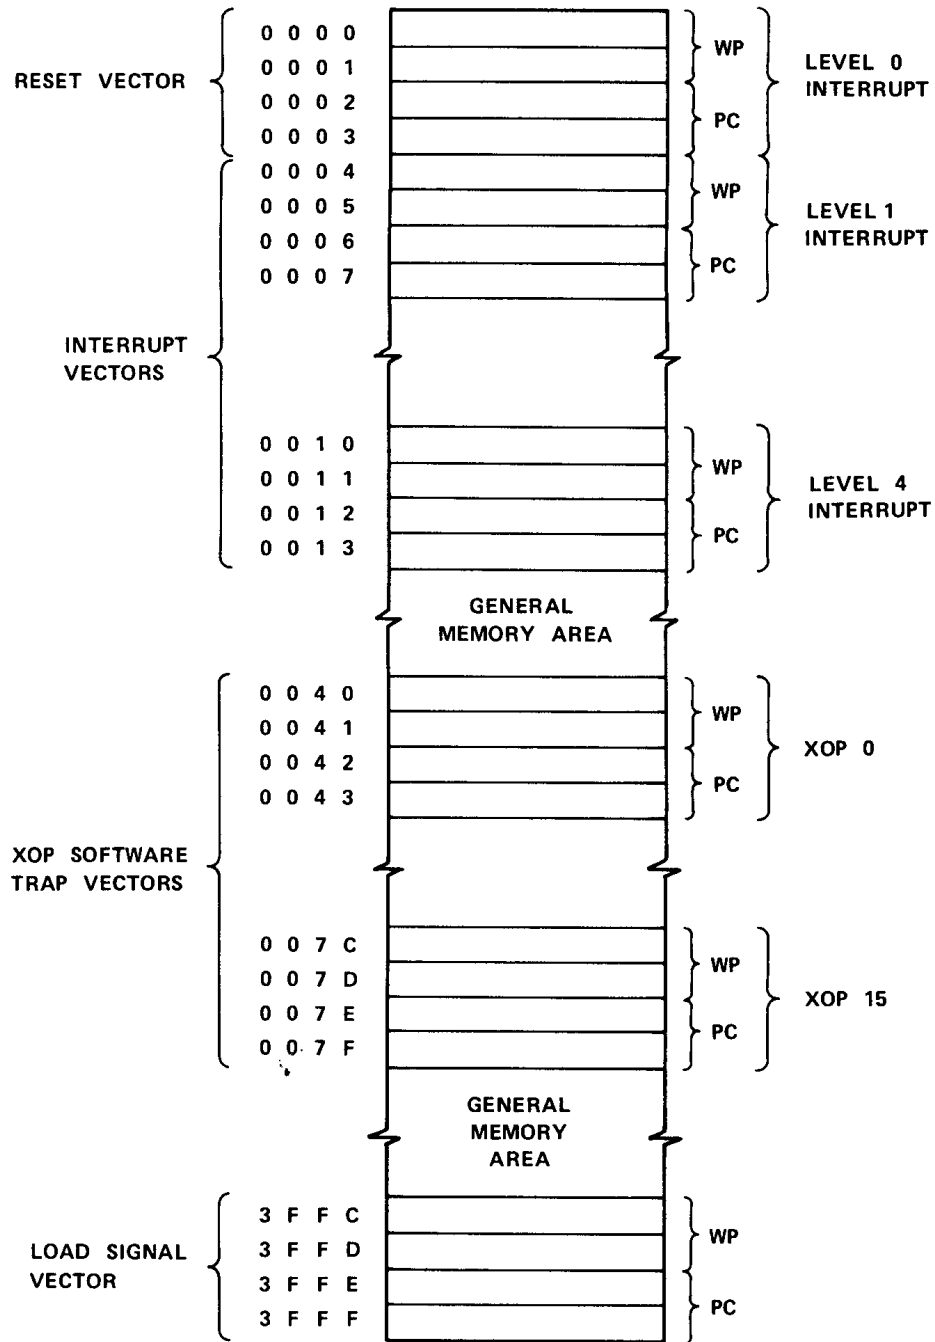 0 0 0 0
0 0 0 1
0 0 0 2
0 0 0 3
RESET VECTOR
WP
PC
LEVEL 0
INTERRUPT
0 0 0 4
0 0 0 5
0 0 0 6
0 0 0 7
WP
PC
LEVEL 1
INTERRUPT
INTERRUPT
VECTORS
0 0 1 0
0 0 1 1
0 0 1 2
0 0 1 3
WP
PC
LEVEL 4
INTERRUPT
GENERAL
MEMORY AREA
0 0 4 0
0 0 4 1
0 0 4 2
0 0 4 3
WP
PC
XOP 0
XOP SOFTWARE
TRAP VECTORS
0 0 7 C
0 0 7 D
0 0 7 E
0 0 7 F
WP
PC
XOP 15
GENERAL
MEMORY
AREA
LOAD SIGNAL
VECTOR
3 F F C
3 F F D
3 F F E
3 F F F
WP
PC